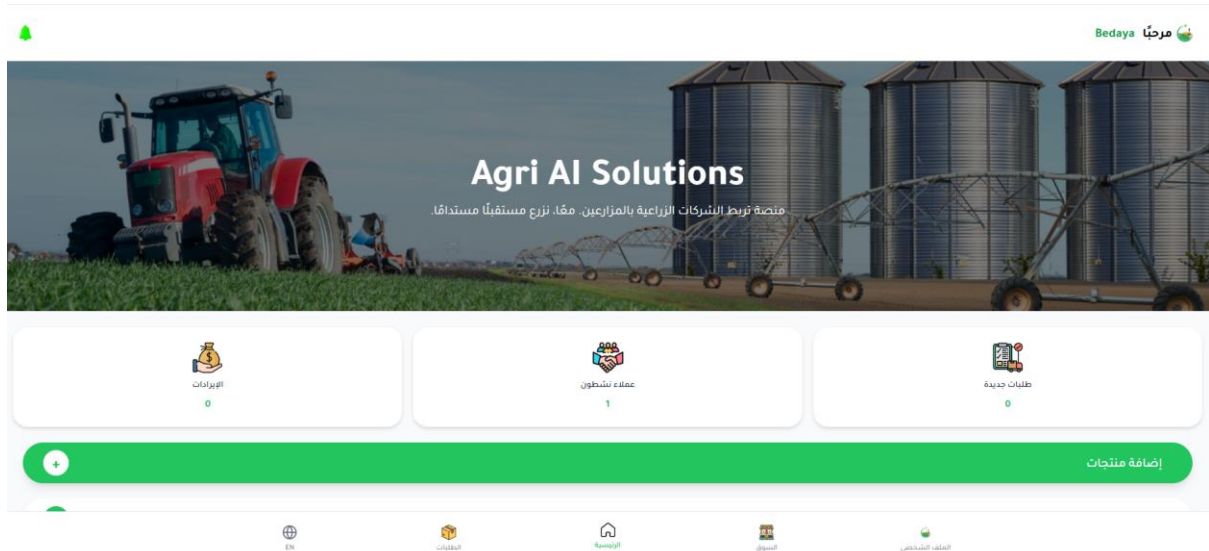 مرحبًا Bedaya
Agri AI Solutions
منصة تربط الشركات الزراعية بالمزارعين. معًا، نزرع مستقبلًا مستدامًا.
طلبات جديدة
0
عملاء نشطون
1
الإيرادات
0
إضافة منتجات
+
الملف الشخصي
السوق
الرئيسية
الطلبات
EN